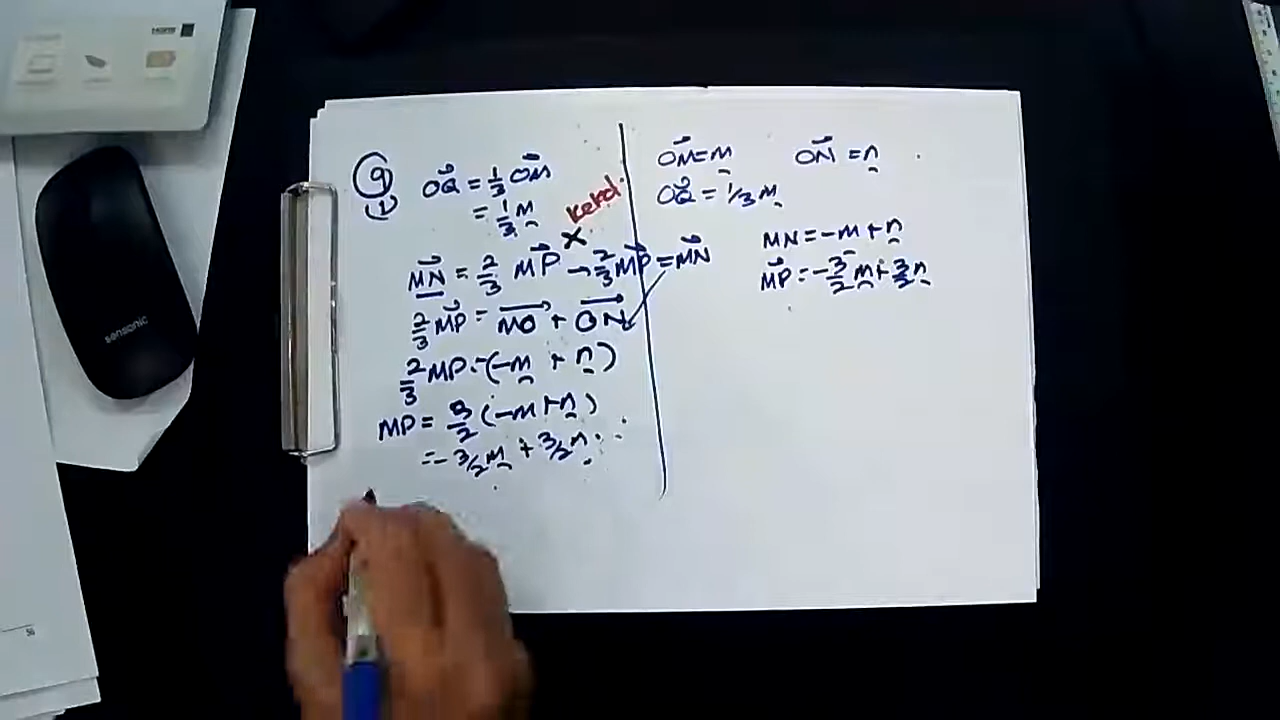 9
1
OQ = 1/3 OM
= 1/3 m
MN = 2/3 MP → 2/3 MP = MN
2/3 MP = MO + ON
2/3 MP = (-m + n)
MP = 3/2 (-m + n)
= - 3/2 m + 3/2 n
OM = m ON = n
OQ = 1/3 m
MN = -m + n
MP = - 3/2 m + 3/2 n
sensonic